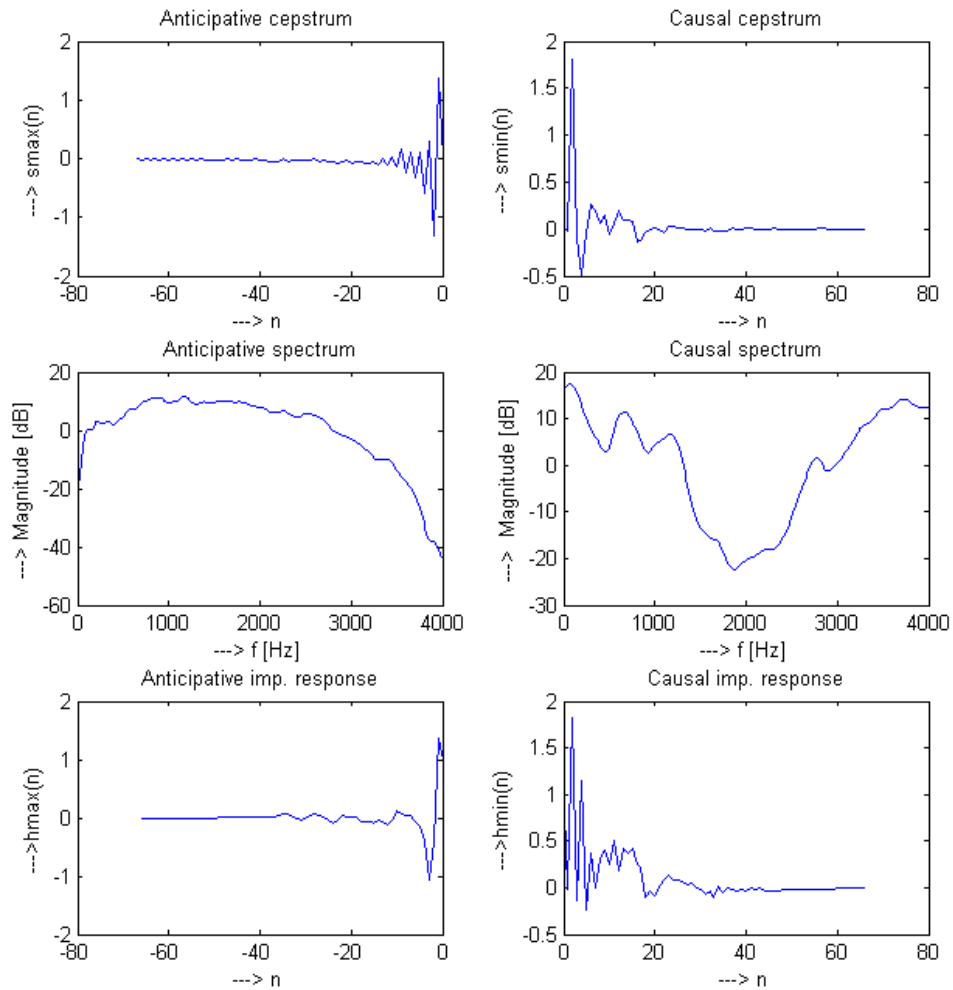 Anticipative cepstrum
2
1
0
-1
-2
---> smax(n)
-80 -60 -40 -20 0
---> n
Causal cepstrum
2
1.5
1
0.5
0
-0.5
---> smin(n)
0 20 40 60 80
---> n
Anticipative spectrum
20
0
-20
-40
-60
---> Magnitude [dB]
0 1000 2000 3000 4000
---> f [Hz]
Causal spectrum
20
10
0
-10
-20
-30
---> Magnitude [dB]
0 1000 2000 3000 4000
---> f [Hz]
Anticipative imp. response
2
1
0
-1
-2
--->hmax(n)
-80 -60 -40 -20 0
---> n
Causal imp. response
2
1.5
1
0.5
0
-0.5
--->hmin(n)
0 20 40 60 80
---> n